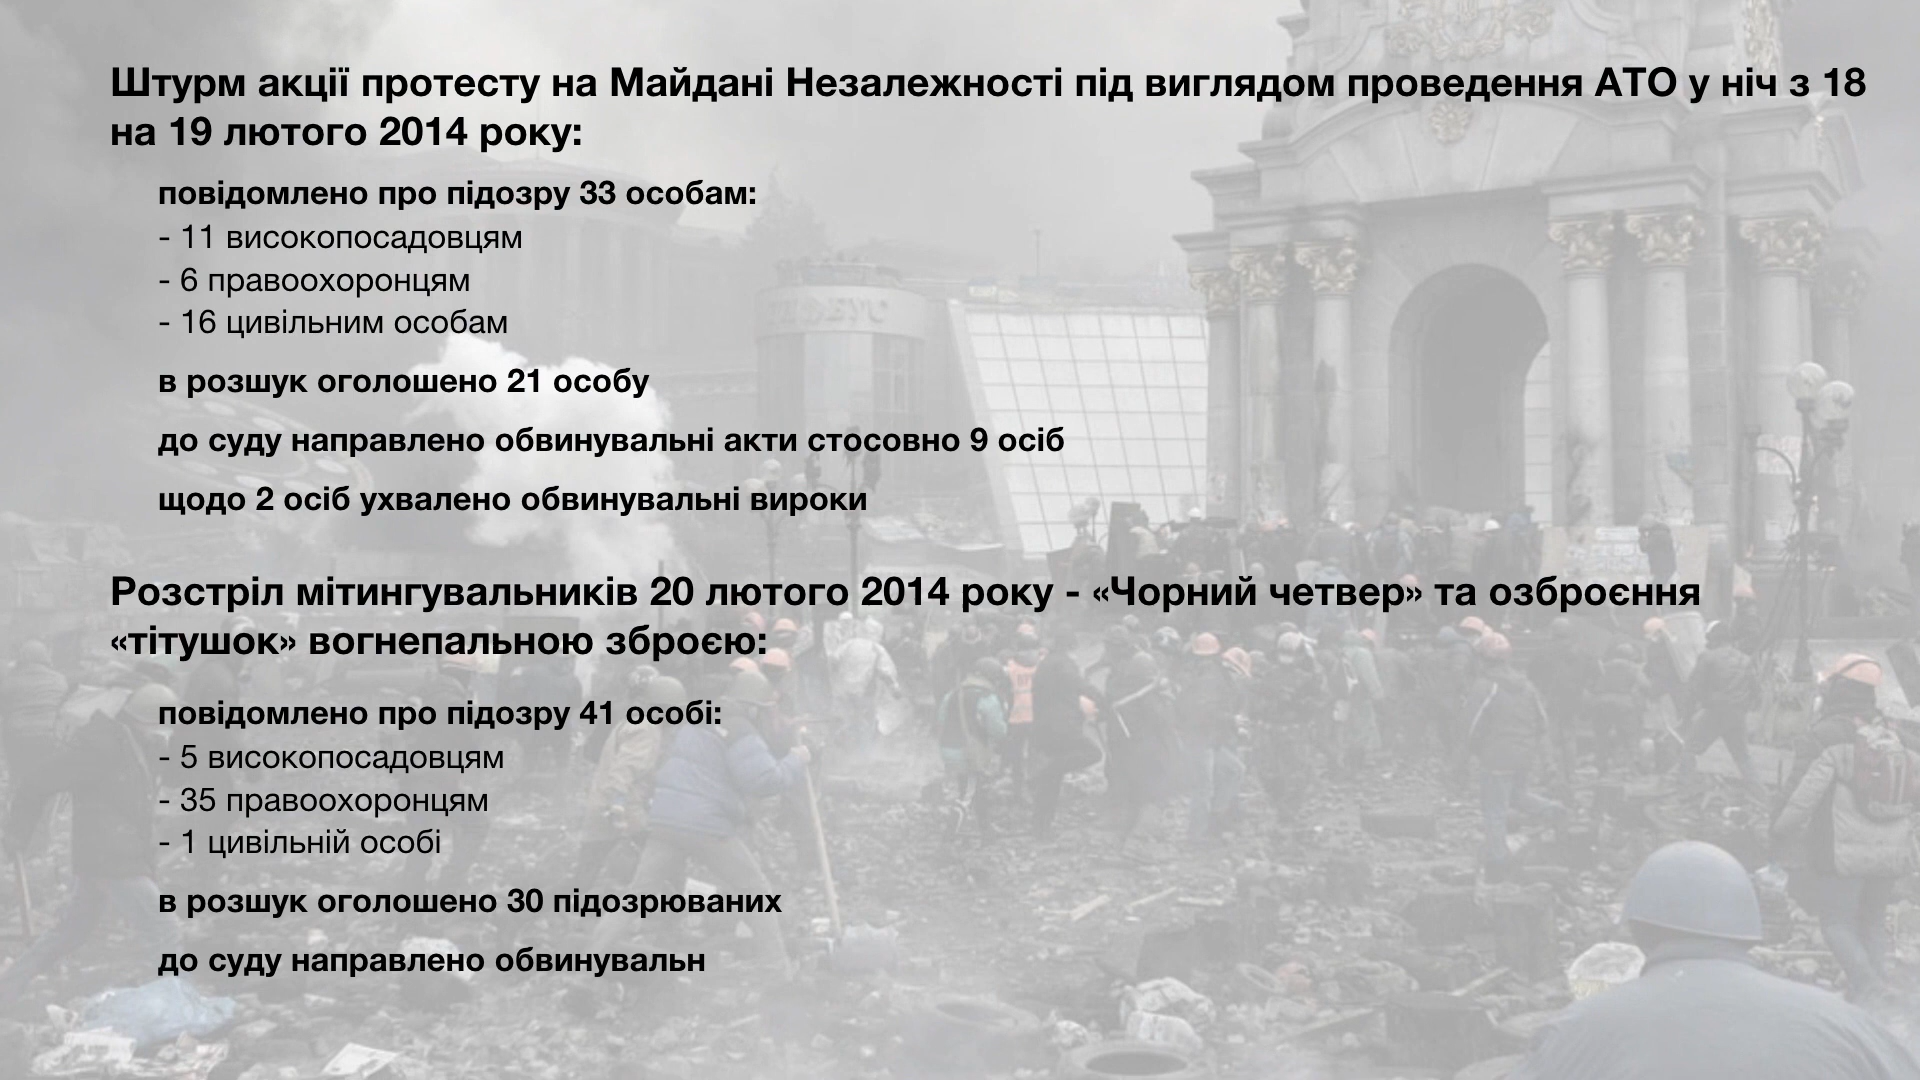 Штурм акції протесту на Майдані Незалежності під виглядом проведення АТО у ніч з 18
на 19 лютого 2014 року:
повідомлено про підозру 33 особам:
- 11 високопосадовцям
- 6 правоохоронцям
- 16 цивільним особам
в розшук оголошено 21 особу
до суду направлено обвинувальні акти стосовно 9 осіб
щодо 2 осіб ухвалено обвинувальні вироки
Розстріл мітингувальників 20 лютого 2014 року - «Чорний четвер» та озброєння
«тітушок» вогнепальною зброєю:
повідомлено про підозру 41 особі:
- 5 високопосадовцям
- 35 правоохоронцям
- 1 цивільній особі
в розшук оголошено 30 підозрюваних
до суду направлено обвинувальн